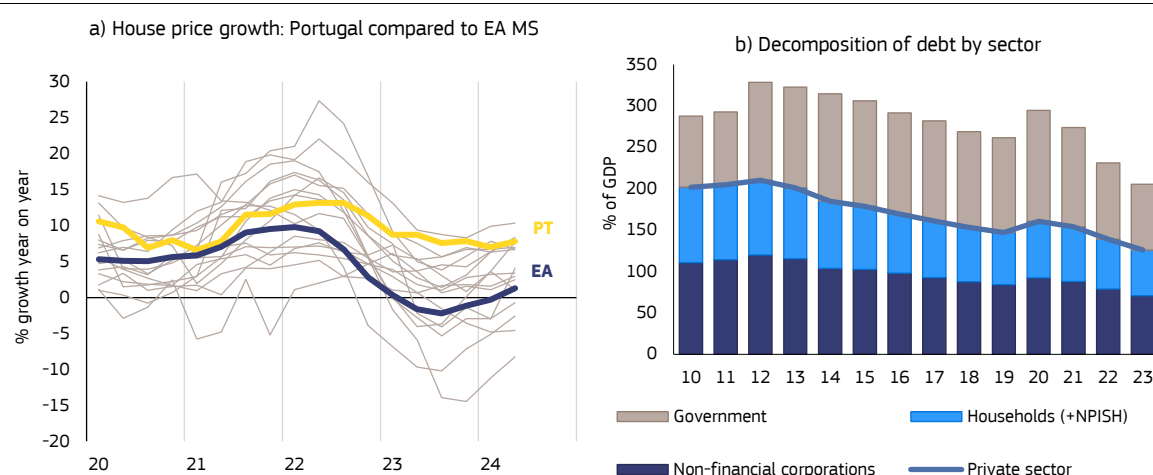 a) House price growth: Portugal compared to EA MS
% growth year on year
30
25
20
15
10
5
0
-5
-10
-15
-20
PT
EA
20 21 22 23 24
b) Decomposition of debt by sector
% of GDP
350
300
250
200
150
100
50
0
10 11 12 13 14 15 16 17 18 19 20 21 22 23
Government Households (+NPISH)
Non-financial corporations Private sector